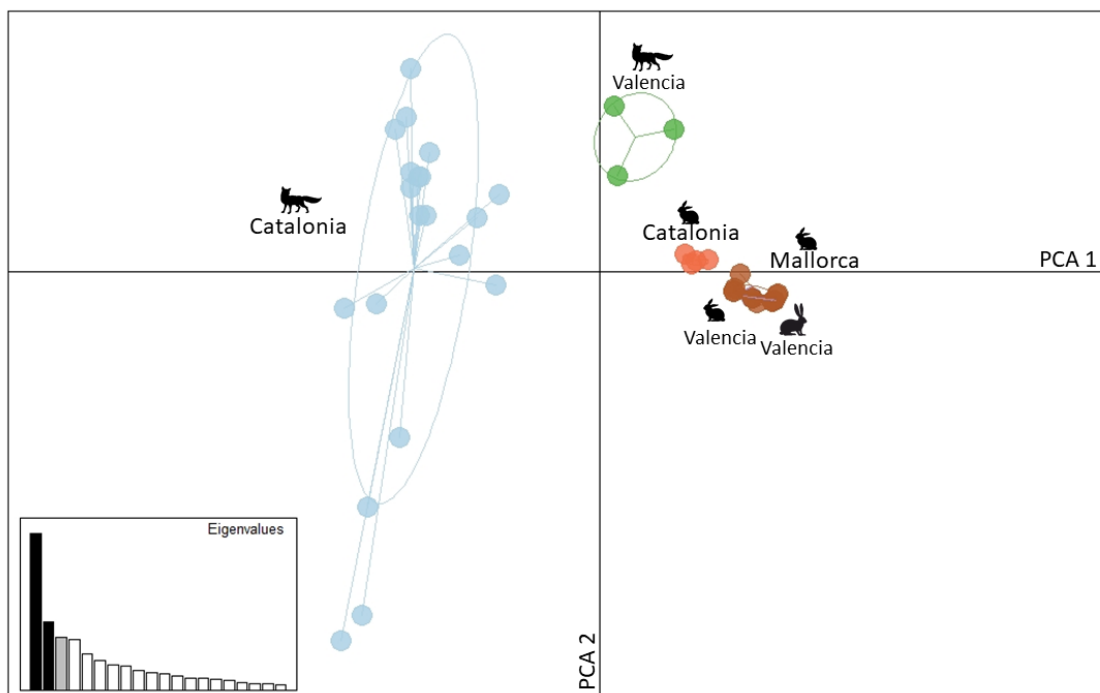 Valencia
Catalonia
Catalonia
Mallorca
PCA 1
Valencia
Valencia
Eigenvalues
PCA 2